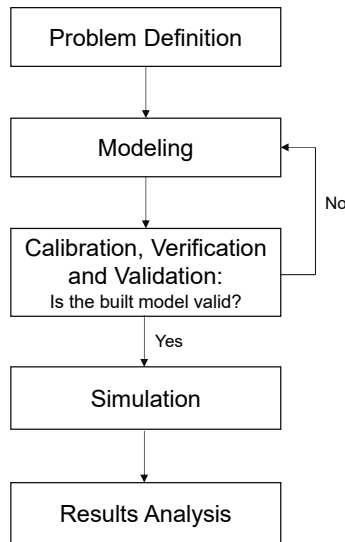 Problem Definition
Modeling
No
Calibration, Verification
and Validation:
Is the built model valid?
Yes
Simulation
Results Analysis